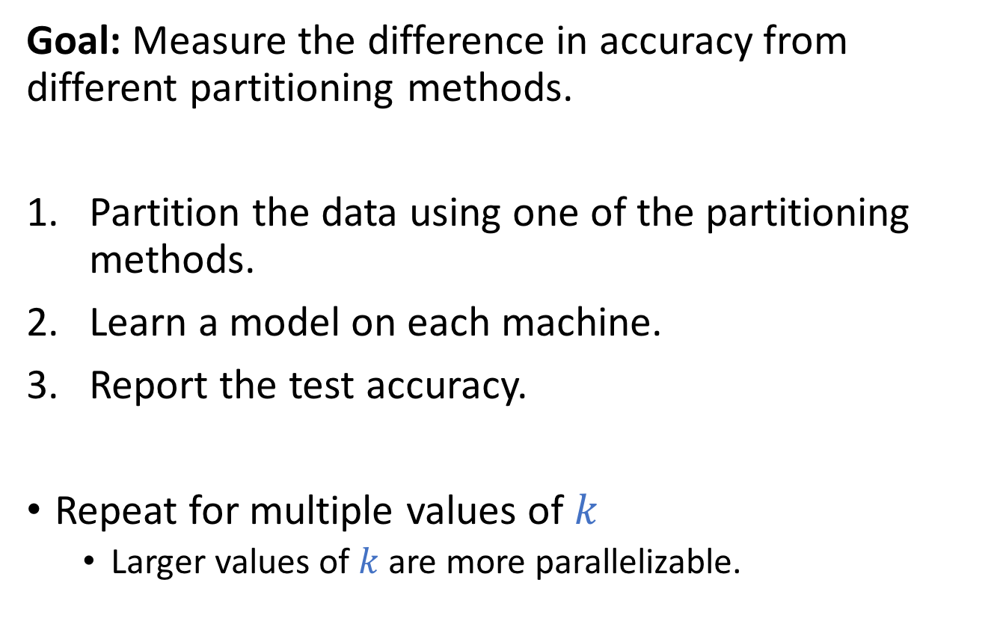 Goal: Measure the difference in accuracy from
different partitioning methods.
1. Partition the data using one of the partitioning
methods.
2. Learn a model on each machine.
3. Report the test accuracy.
• Repeat for multiple values of k
• Larger values of k are more parallelizable.